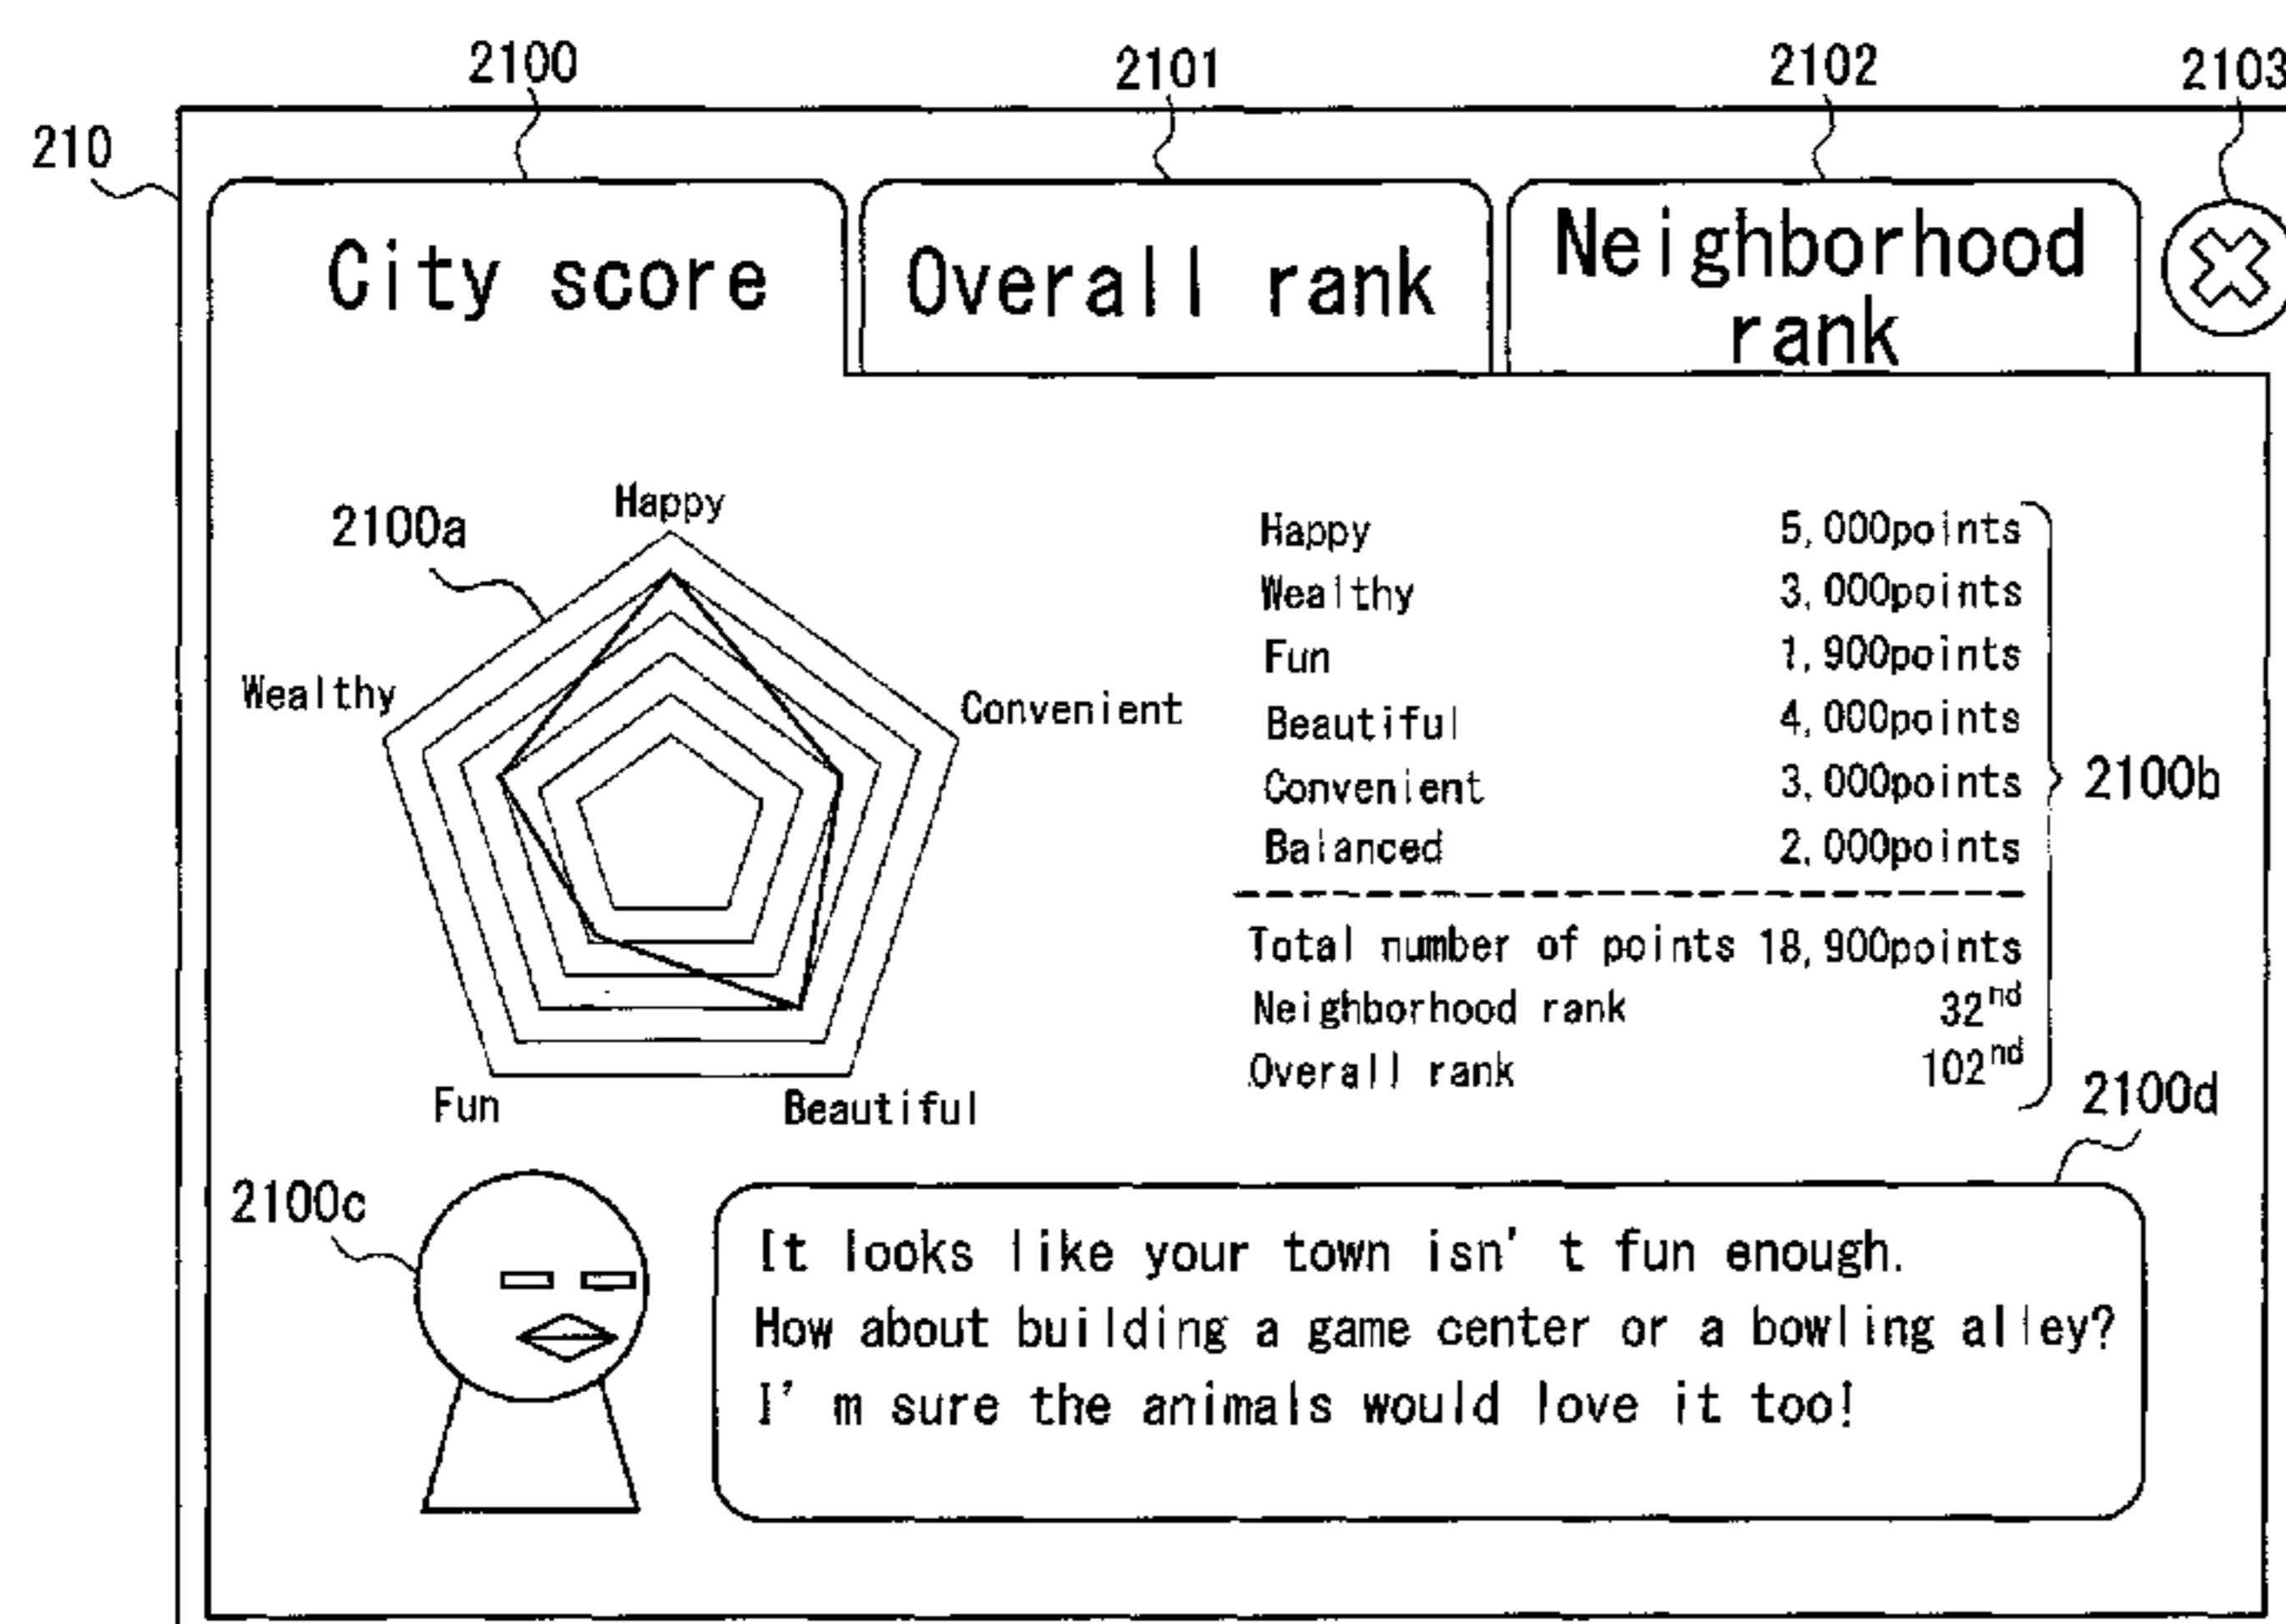 2100
2101
2102
2103
210
City score
Overall rank
Neighborhood
rank
2100a
Happy
Wealthy
Convenient
Fun
Beautiful
Happy 5,000points
Wealthy 3,000points
Fun 1,900points
Beautiful 4,000points
Convenient 3,000points
Balanced 2,000points
Total number of points 18,900points
Neighborhood rank 32nd
Overall rank 102nd
2100b
2100d
2100c
It looks like your town isn't fun enough.
How about building a game center or a bowling alley?
I'm sure the animals would love it too!